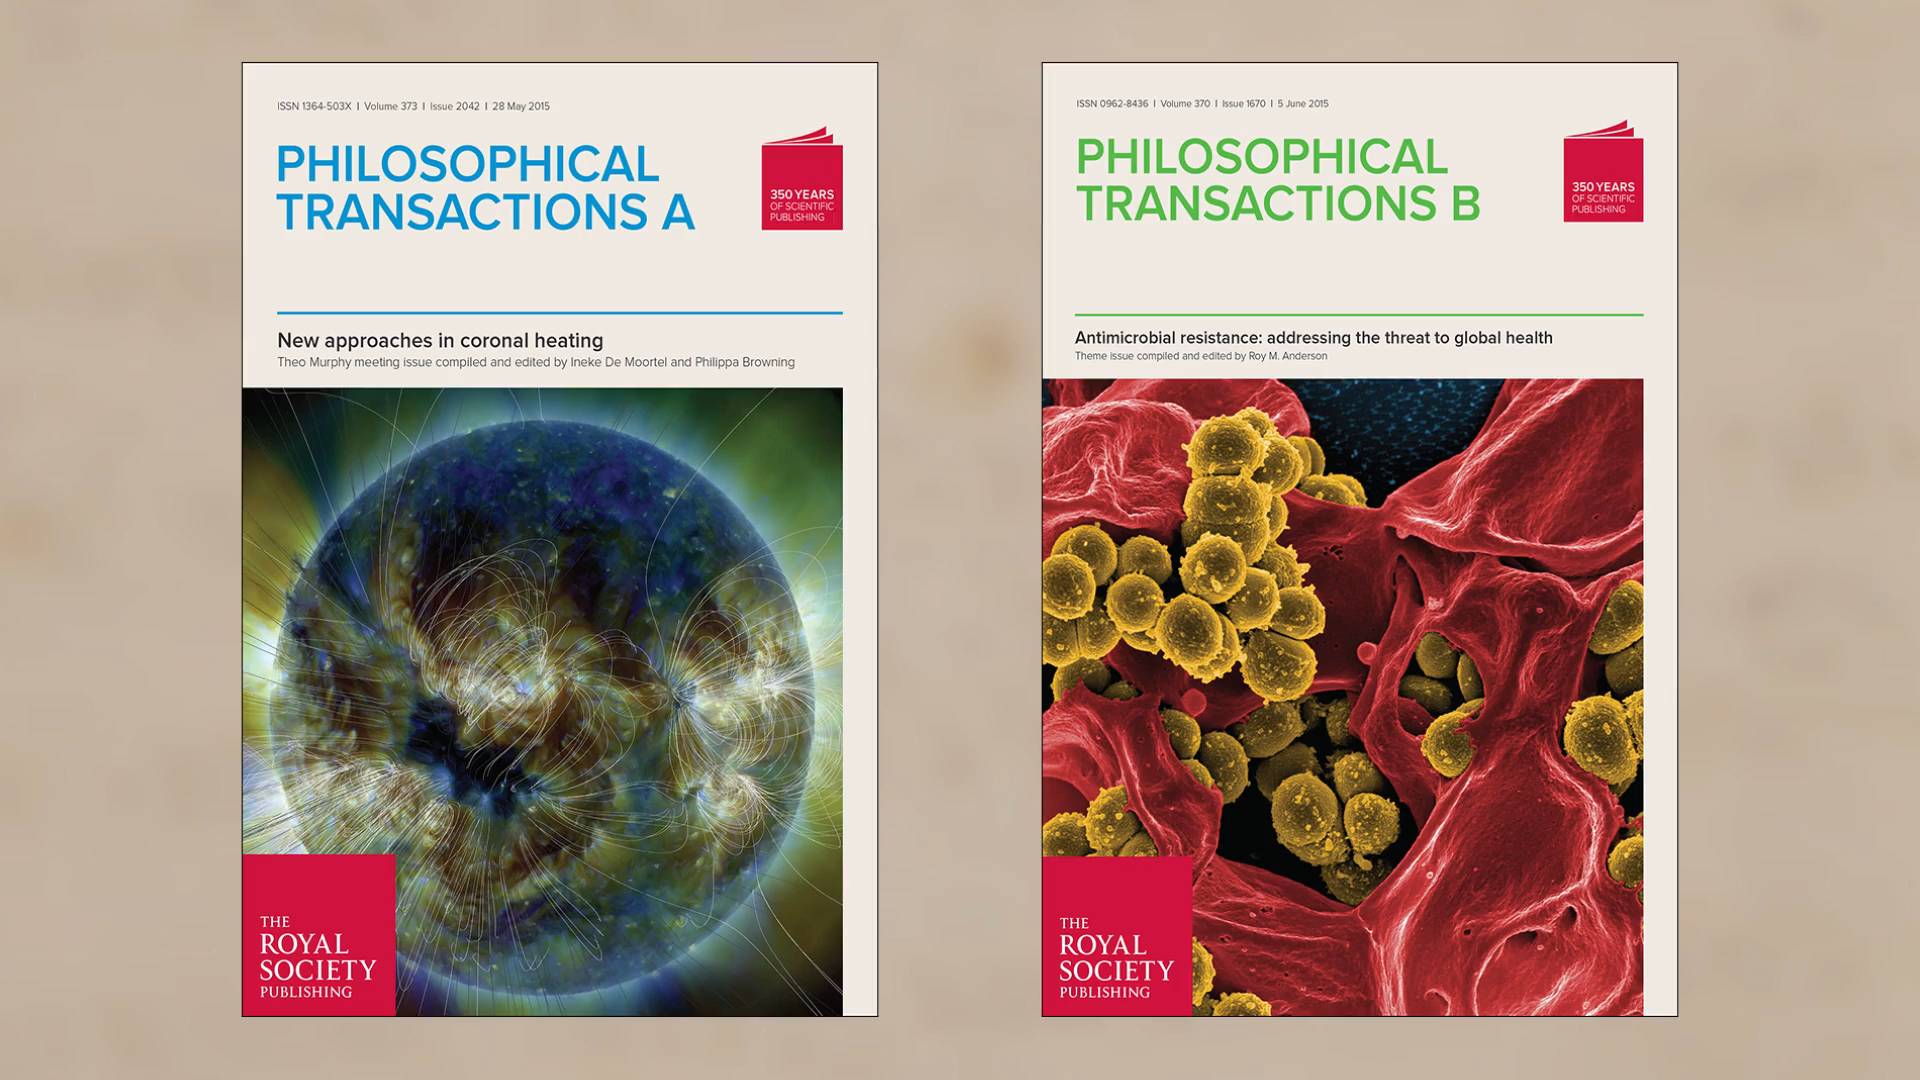 ISSN 1364-503X | Volume 373 | Issue 2042 | 28 May 2015
PHILOSOPHICAL
TRANSACTIONS A
350 YEARS
OF SCIENTIFIC
PUBLISHING
New approaches in coronal heating
Theo Murphy meeting issue compiled and edited by Ineke De Moortel and Philippa Browning
THE
ROYAL
SOCIETY
PUBLISHING
ISSN 0962-8436 | Volume 370 | Issue 1670 | 5 June 2015
PHILOSOPHICAL
TRANSACTIONS B
350 YEARS
OF SCIENTIFIC
PUBLISHING
Antimicrobial resistance: addressing the threat to global health
Theme issue compiled and edited by Roy M. Anderson
THE
ROYAL
SOCIETY
PUBLISHING